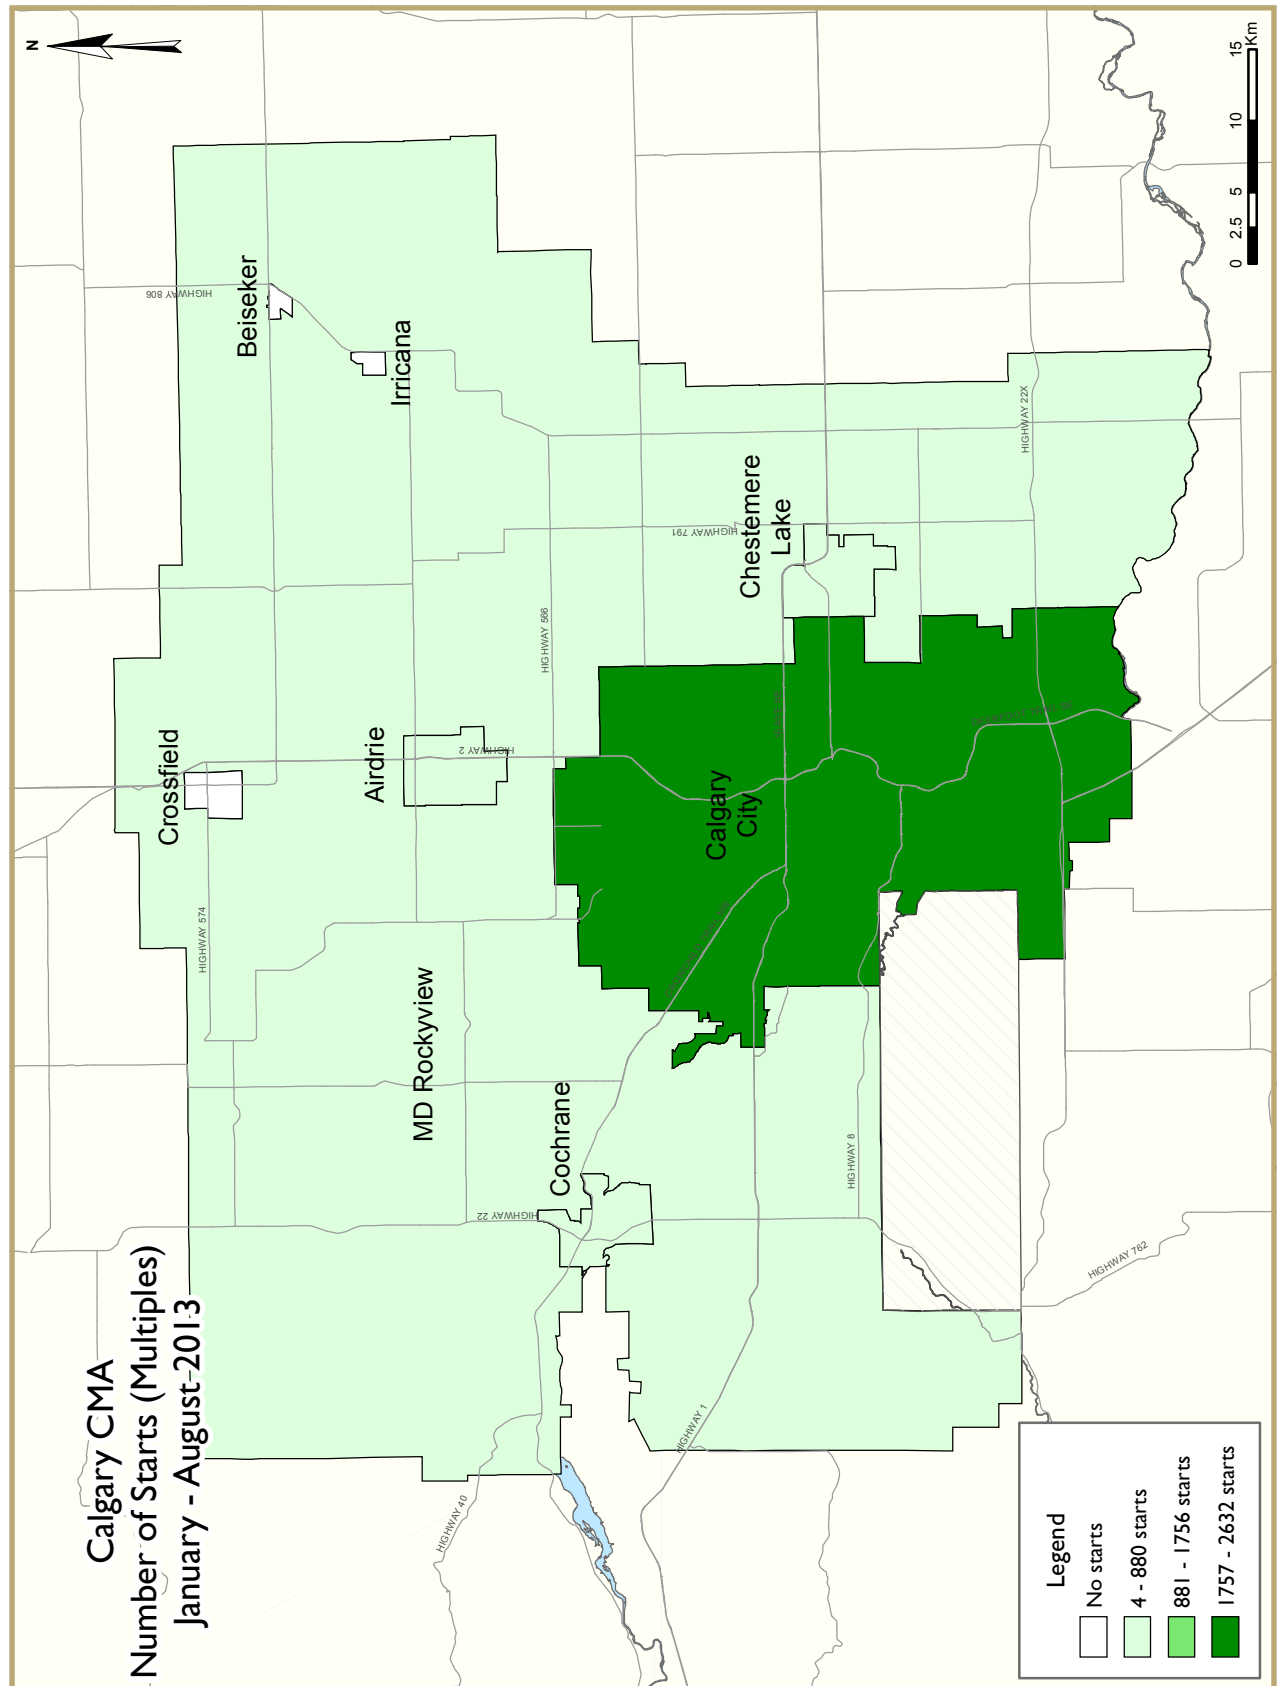 Calgary CMA
Number of Starts (Multiples)
January - August 2013
N
Crossfield
Beiseker
Irricana
Airdrie
MD Rockyview
Cochrane
Calgary
City
Chestemere
Lake
HIGHWAY 574
HIGHWAY 806
HIGHWAY 2
HIGHWAY 566
HIGHWAY 791
HIGHWAY 22
HIGHWAY 40
HIGHWAY 1
HIGHWAY 8
HIGHWAY 22X
HIGHWAY 762
Legend
No starts
4 - 880 starts
881 - 1756 starts
1757 - 2632 starts
0 2.5 5 10 15
Km